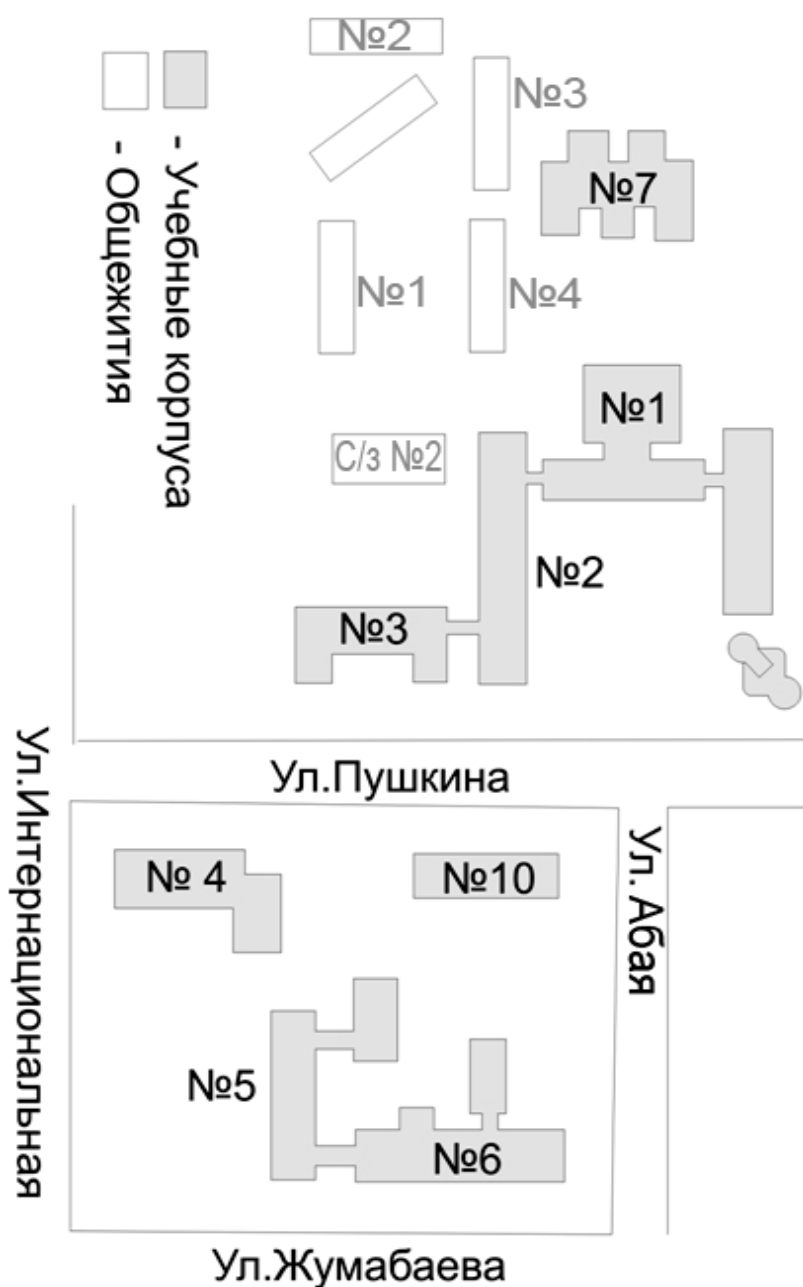 №2
№3
- Учебные корпуса
- Общежития
№7
№1
№4
№1
С/з №2
№2
№3
Ул.Интернациональная
Ул.Пушкина
Ул. Абая
№ 4
№10
№5
№6
Ул.Жумабаева